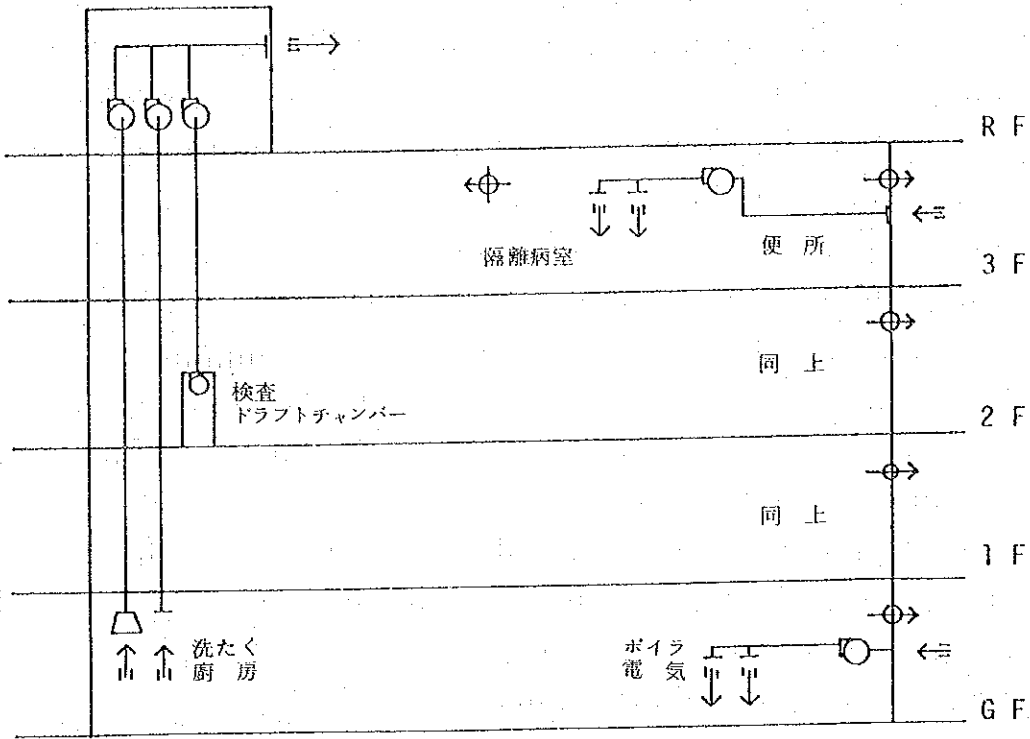 R F
隔離病室
便 所
3 F
同 上
検査
ドラフトチャンバー
2 F
同 上
1 F
洗たく
廚 房
ボイラ
電 気
G F